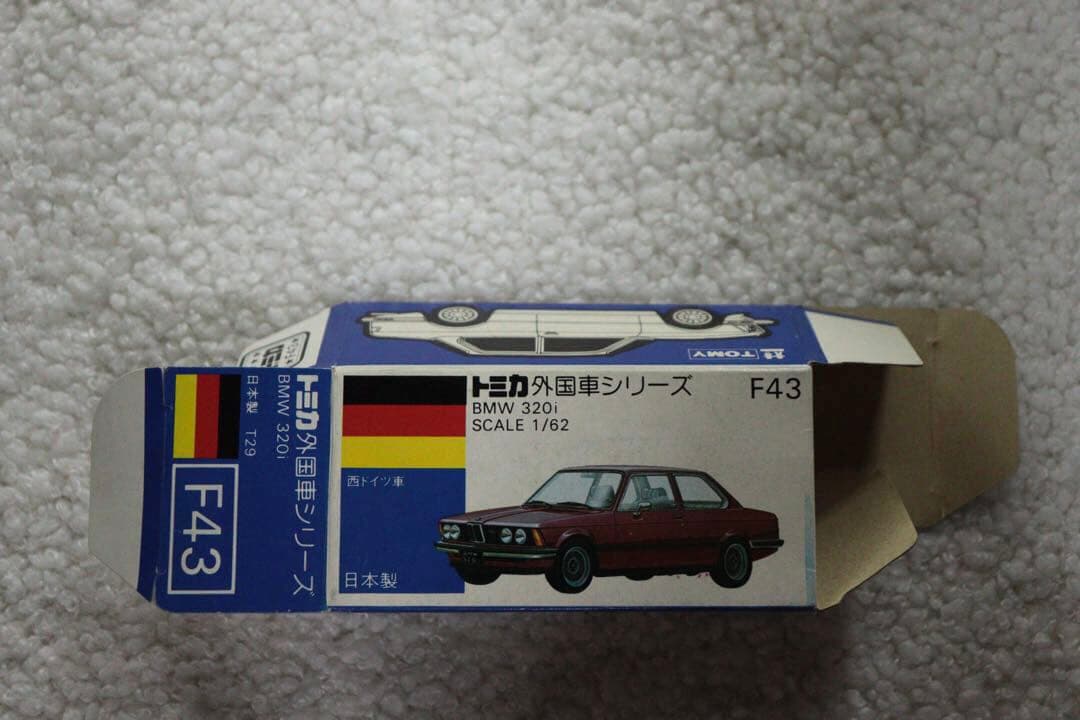 TOMY
トミカ外国車シリーズ F43
BMW 320i
SCALE 1/62
西ドイツ車
日本製
トミカ外国車シリーズ
BMW 320i
日本製 T29
F43